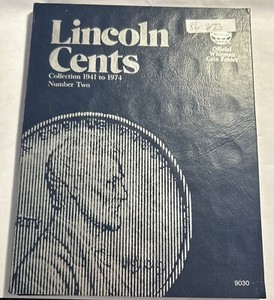 Lincoln
Cents
Collection 1941 to 1974
Number Two
Official
Whitman
Coin Folder
9030